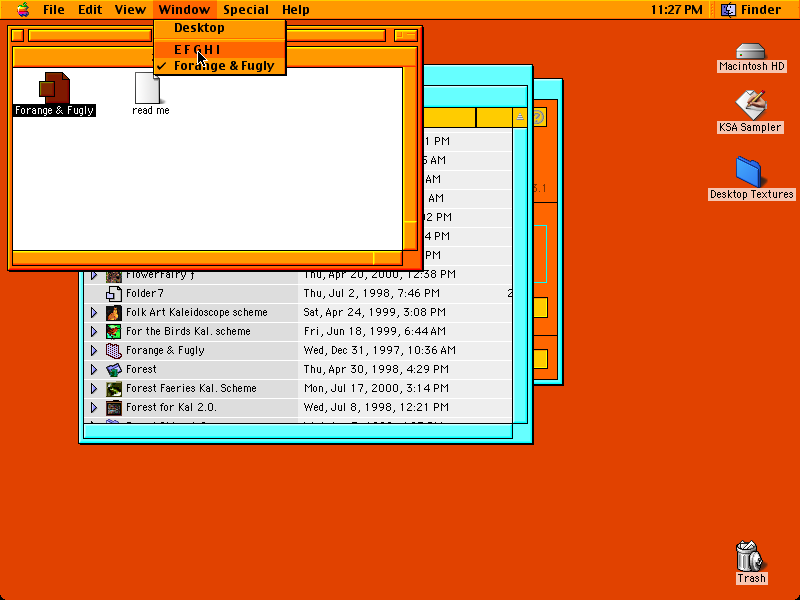 File Edit View Window Special Help 11:27 PM Finder
Desktop
E F G H I
✓ Forange & Fugly
Forange & Fugly
read me
Macintosh HD
KSA Sampler
Desktop Textures
Trash
1 PM
AM
AM
AM
PM
4 PM
PM
3.1
FlowerFairy ƒ Thu, Apr 20, 2000, 12:38 PM
Folder7 Thu, Jul 2, 1998, 7:46 PM 2
Folk Art Kaleidoscope scheme Sat, Apr 24, 1999, 3:08 PM
For the Birds Kal. scheme Fri, Jun 18, 1999, 6:44 AM
Forange & Fugly Wed, Dec 31, 1997, 10:36 AM
Forest Thu, Apr 30, 1998, 4:29 PM
Forest Faeries Kal. Scheme Mon, Jul 17, 2000, 3:14 PM
Forest for Kal 2.0. Wed, Jul 8, 1998, 12:21 PM